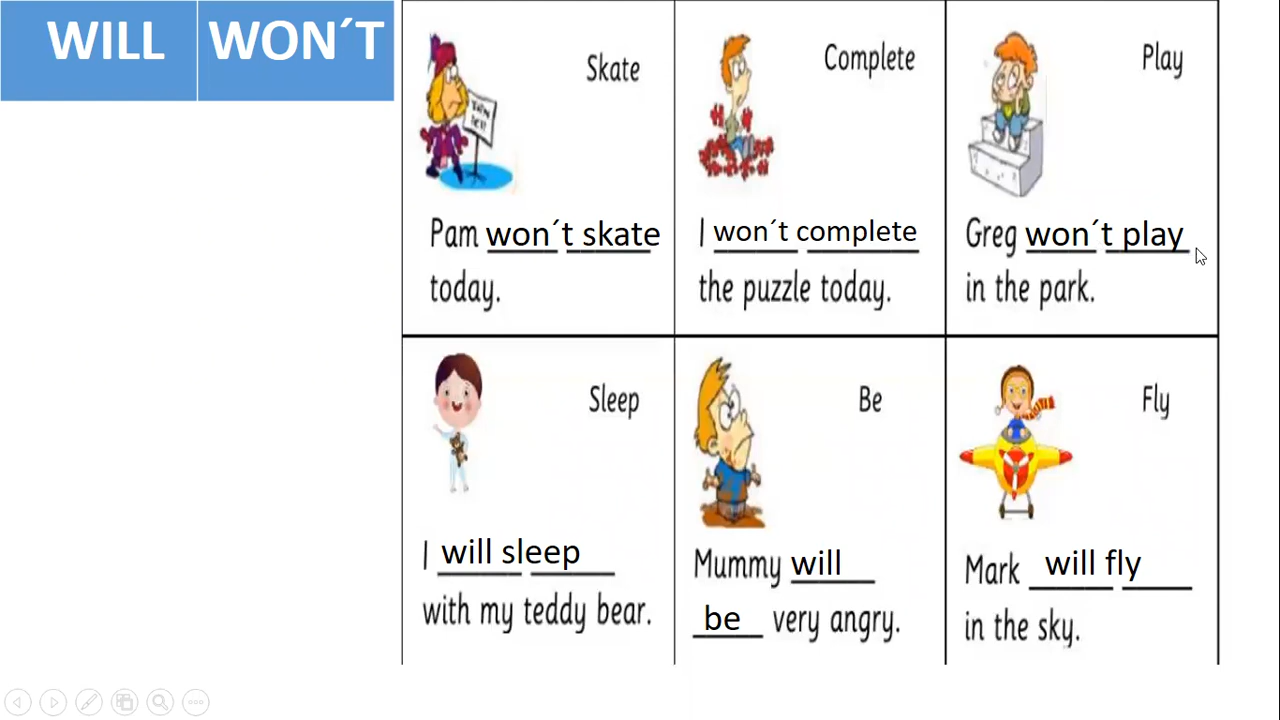 WILL WON´T
Skate
Pam won´t skate
today.
Complete
I won´t complete
the puzzle today.
Play
Greg won´t play
in the park.
Sleep
I will sleep
with my teddy bear.
Be
Mummy will
be very angry.
Fly
Mark will fly
in the sky.